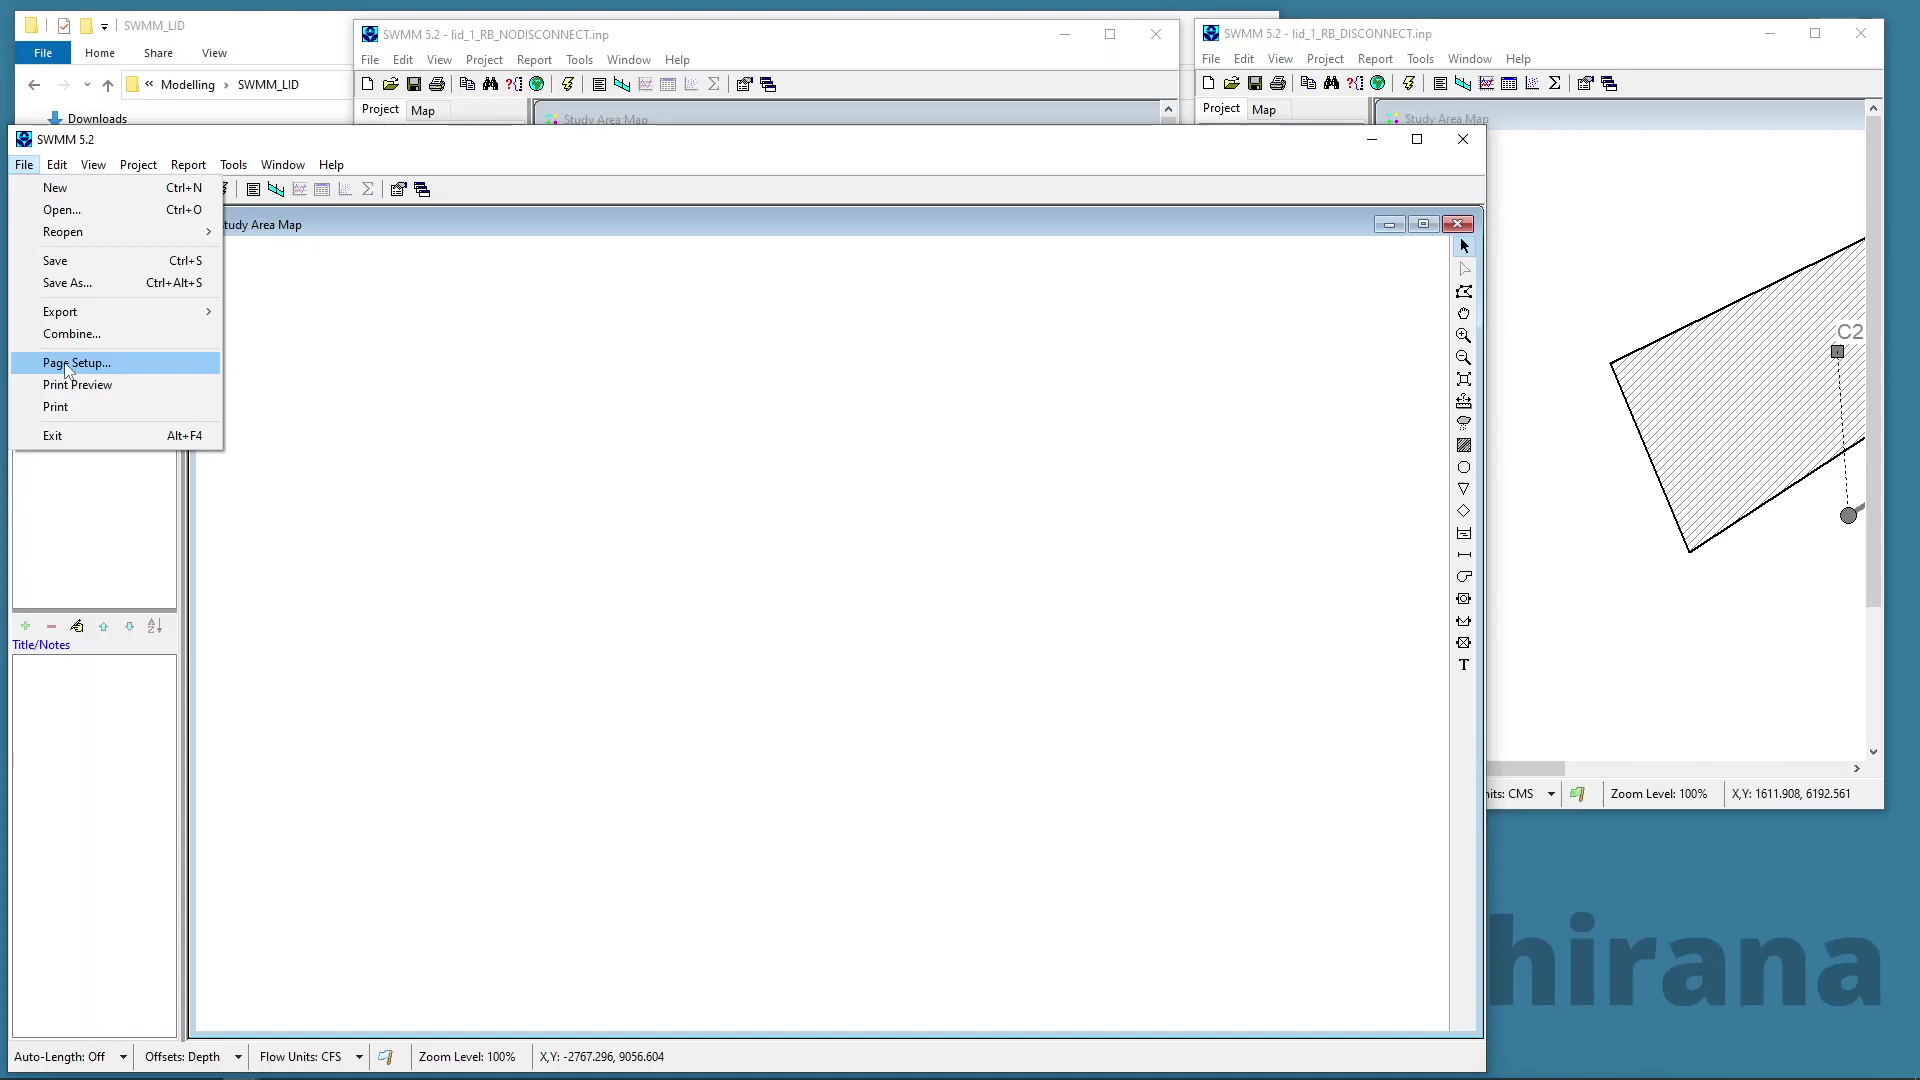 SWMM_LID
File Home Share View
Modelling SWMM_LID
Downloads
SWMM 5.2 - lid_1_RB_NODISCONNECT.inp
File Edit View Project Report Tools Window Help
Project Map
Study Area Map
SWMM 5.2 - lid_1_RB_DISCONNECT.inp
File Edit View Project Report Tools Window Help
Project Map
Study Area Map
C2
SWMM 5.2
File Edit View Project Report Tools Window Help
New Ctrl+N
Open... Ctrl+O
Reopen
Save Ctrl+S
Save As... Ctrl+Alt+S
Export
Combine...
Page Setup...
Print Preview
Print
Exit Alt+F4
tudy Area Map
T
Title/Notes
nits: CMS Zoom Level: 100% X,Y: 1611.908, 6192.561
hirana
Auto-Length: Off Offsets: Depth Flow Units: CFS Zoom Level: 100% X,Y: -2767.296, 9056.604